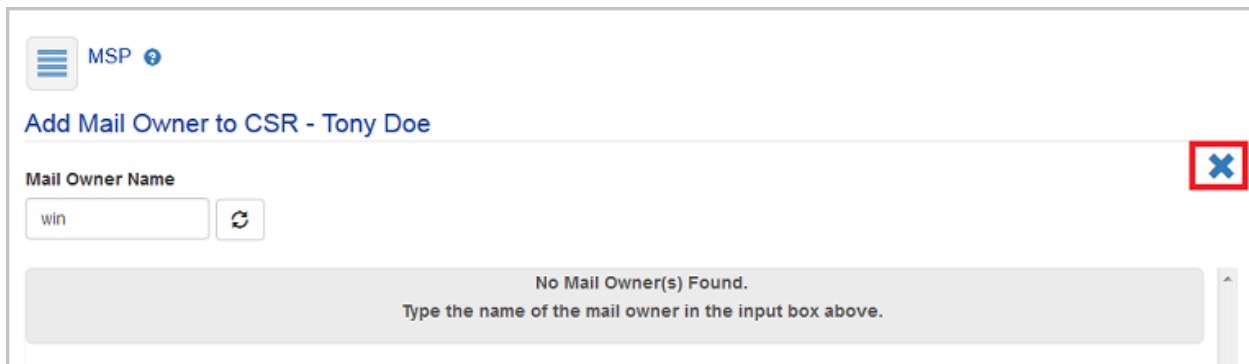 MSP
Add Mail Owner to CSR - Tony Doe
Mail Owner Name
win
No Mail Owner(s) Found.
Type the name of the mail owner in the input box above.